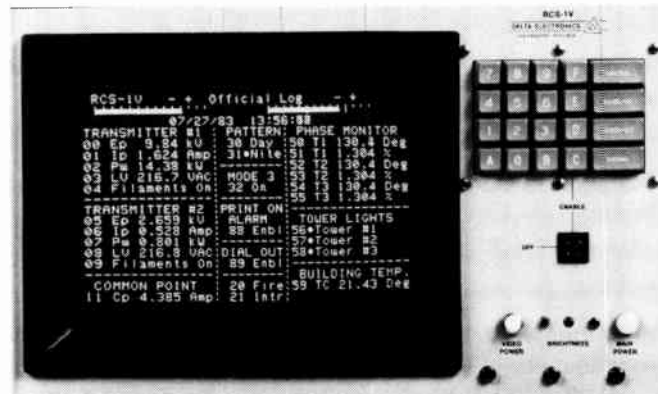 RCS-1V
DELTA ELECTRONICS
RCS-1V - + Official Log - +
07/27/83 13:56:58
TRANSMITTER #1 PATTERN PHASE MONITOR
00 Ep 9.84 kV 30 Day 50 T1 130.4 Deg
01 Ip 1.624 Amp 31*Nite 51 T1 1.304 %
02 Pw 14.38 kW 52 T2 130.4 Deg
03 LV 216.7 VAC MODE 3 53 T2 1.304 %
04 Filaments On 32 On 54 T3 130.4 Deg
55 T3 1.304 %
TRANSMITTER #2 PRINT ON
05 Ep 2.659 kV ALARM TOWER LIGHTS
06 Ip 0.528 Amp 88 Enbl 56*Tower #1
07 Pw 0.801 kW 57*Tower #2
08 LV 216.8 VAC DIAL OUT 58*Tower #3
09 Filaments On 89 Enbl
BUILDING TEMP.
COMMON POINT 20 Fire 59 TC 21.43 Deg
11 Cp 4.385 Amp 21 Intr
7 8 9 F
4 5 6 E
1 2 3 D
A 0 B C
ENABLE
OFF
VIDEO POWER BRIGHTNESS MAIN POWER